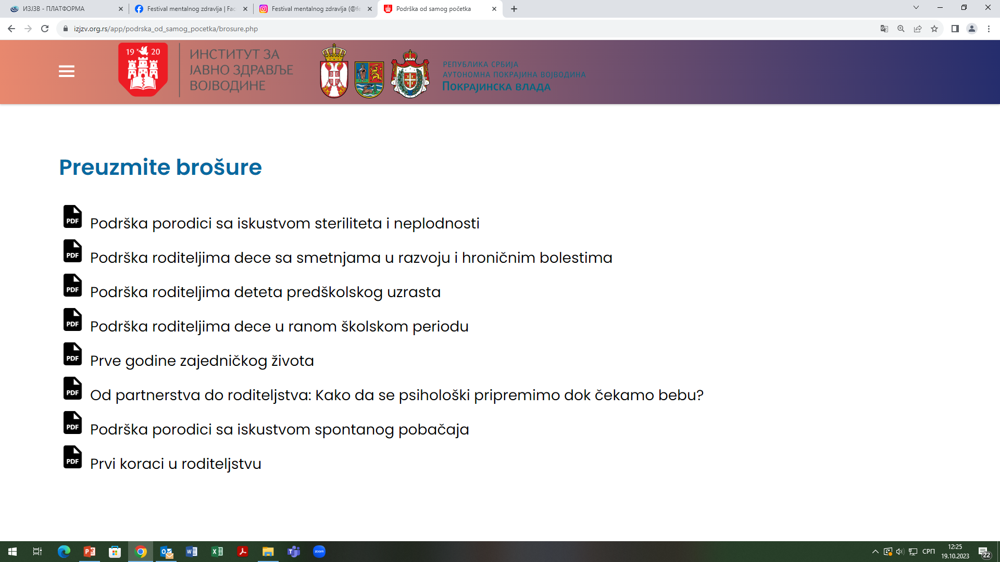 ИЗЈЗВ - ПЛАТФОРМА
Festival mentalnog zdravlja | Fac
Festival mentalnog zdravlja (@fe
Podrška od samog početka
izjzv.org.rs/app/podrska_od_samog_pocetka/brosure.php
19 20
ИНСТИТУТ ЗА
ЈАВНО ЗДРАВЉЕ
ВОЈВОДИНЕ
РЕПУБЛИКА СРБИЈА
АУТОНОМНА ПОКРАЈИНА ВОЈВОДИНА
ПОКРАЈИНСКА ВЛАДА
Preuzmite brošure
PDF Podrška porodici sa iskustvom steriliteta i neplodnosti
PDF Podrška roditeljima dece sa smetnjama u razvoju i hroničnim bolestima
PDF Podrška roditeljima deteta predškolskog uzrasta
PDF Podrška roditeljima dece u ranom školskom periodu
PDF Prve godine zajedničkog života
PDF Od partnerstva do roditeljstva: Kako da se psihološki pripremimo dok čekamo bebu?
PDF Podrška porodici sa iskustvom spontanog pobačaja
PDF Prvi koraci u roditeljstvu
zoom
СРП
12:25
19.10.2023
22